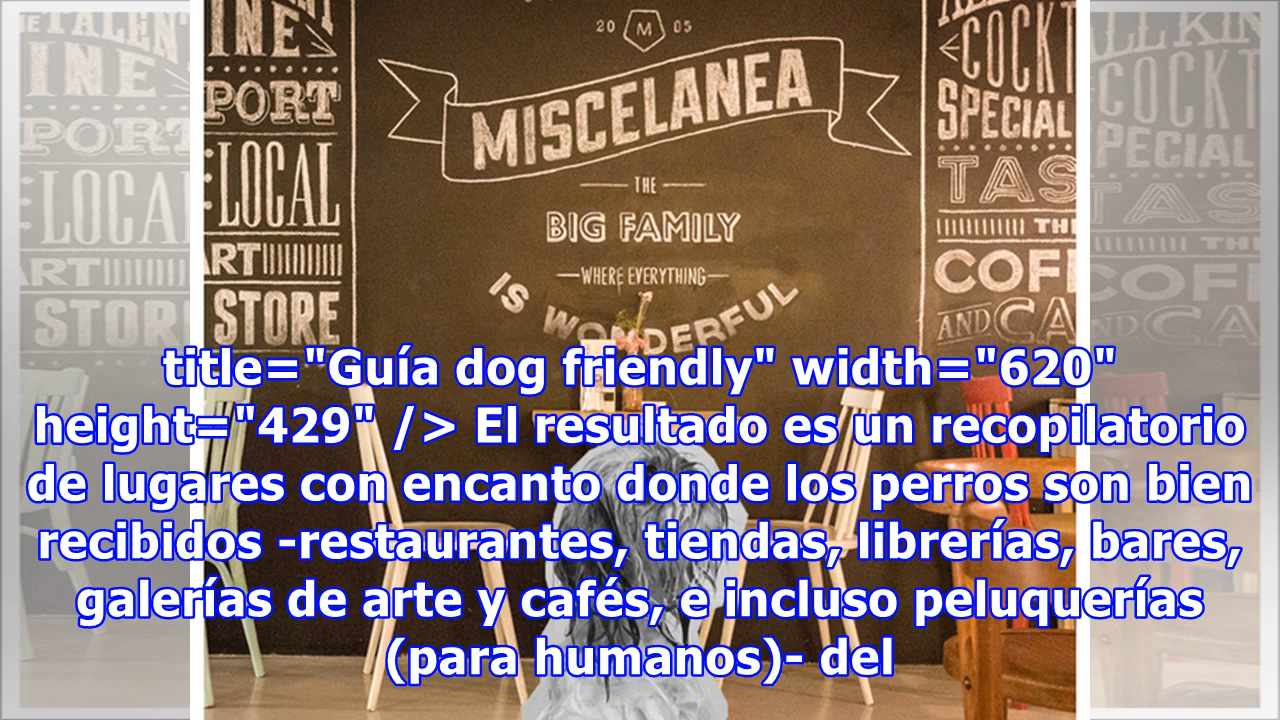 20 M 05
MISCELANEA
THE
BIG FAMILY
WHERE EVERYTHING
IS WONDERFUL
TALENT
INE
PORT
LOCAL
ART
STORE
COCKT
SPECIAL
TAS
THE
COFF
AND CA
title="Guía dog friendly" width="620"
height="429" /> El resultado es un recopilatorio
de lugares con encanto donde los perros son bien
recibidos -restaurantes, tiendas, librerías, bares,
galerías de arte y cafés, e incluso peluquerías
(para humanos)- del